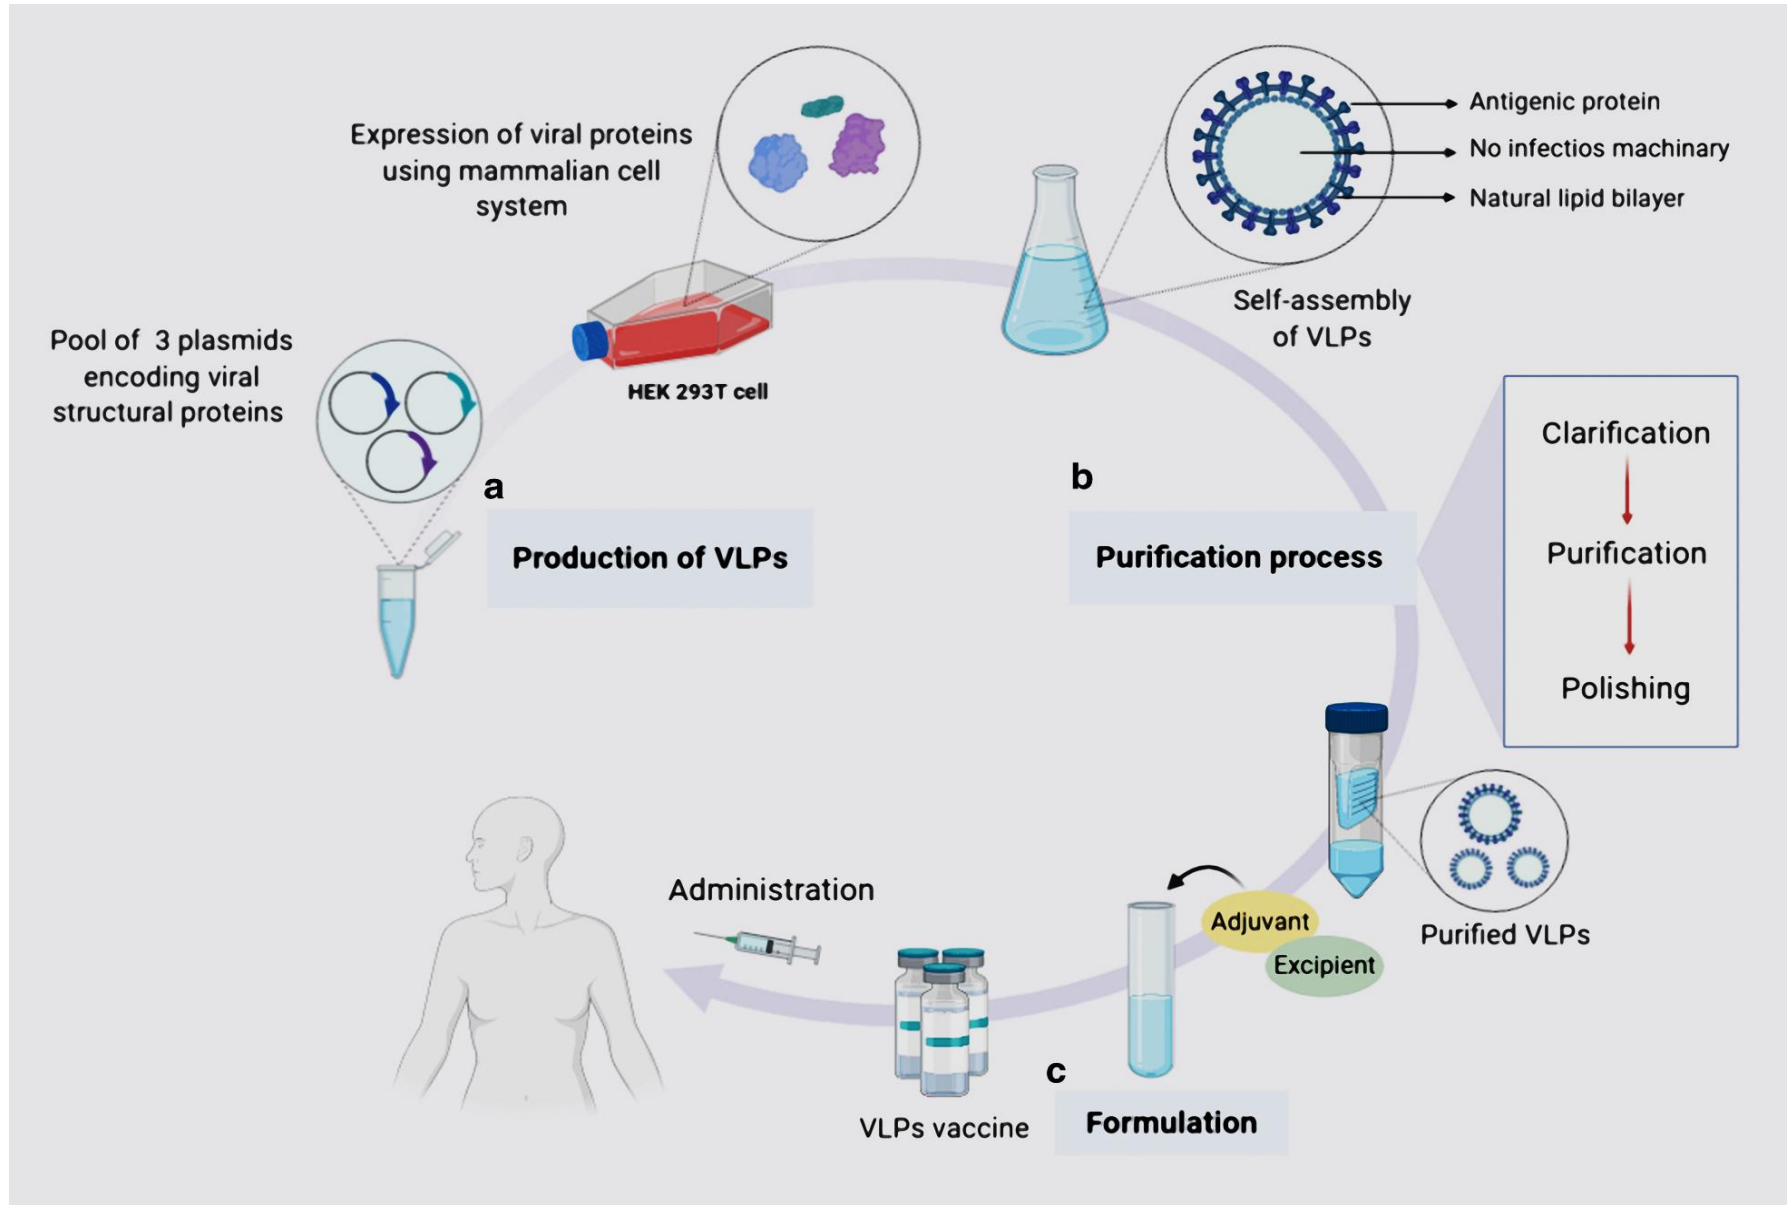 Expression of viral proteins
using mammalian cell
system
Antigenic protein
No infectios machinary
Natural lipid bilayer
Self-assembly
of VLPs
Pool of 3 plasmids
encoding viral
structural proteins
HEK 293T cell
a
Production of VLPs
b
Purification process
Clarification
Purification
Polishing
Purified VLPs
Adjuvant
Excipient
Administration
VLPs vaccine
c
Formulation